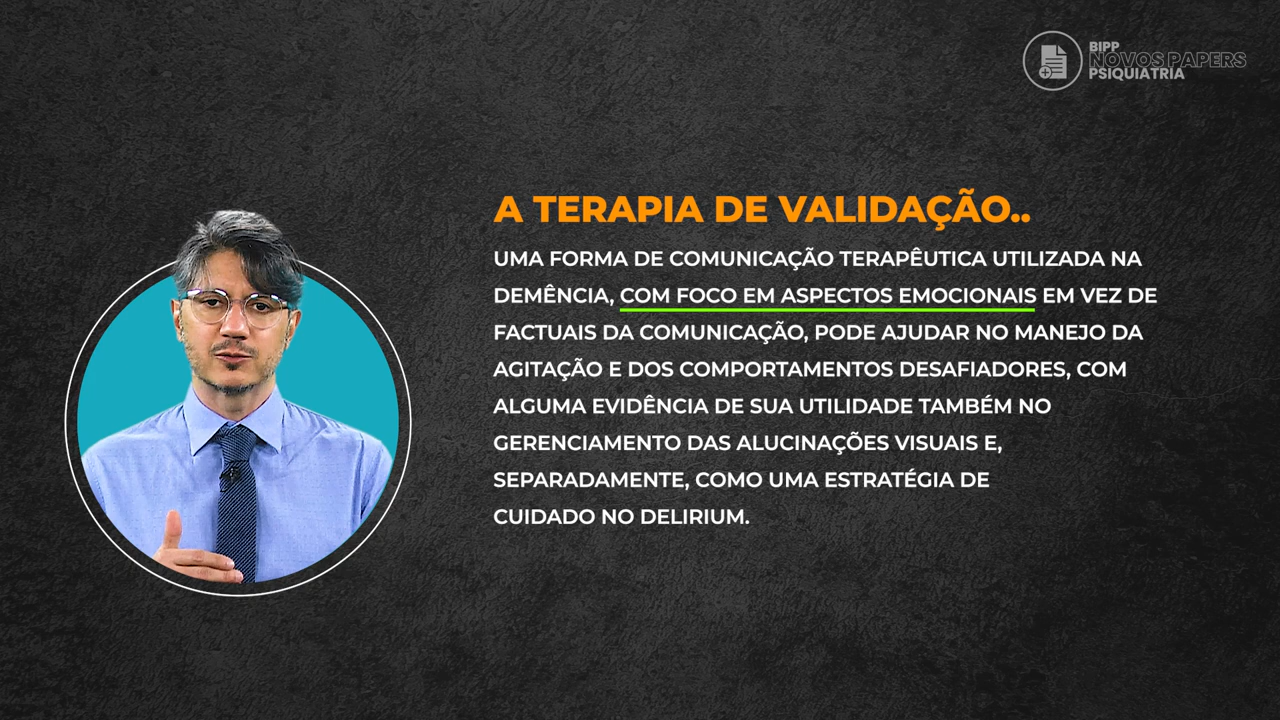 BIPP
NOVOS PAPERS
PSIQUIATRIA
A TERAPIA DE VALIDAÇÃO..
UMA FORMA DE COMUNICAÇÃO TERAPÊUTICA UTILIZADA NA
DEMÊNCIA, COM FOCO EM ASPECTOS EMOCIONAIS EM VEZ DE
FACTUAIS DA COMUNICAÇÃO, PODE AJUDAR NO MANEJO DA
AGITAÇÃO E DOS COMPORTAMENTOS DESAFIADORES, COM
ALGUMA EVIDÊNCIA DE SUA UTILIDADE TAMBÉM NO
GERENCIAMENTO DAS ALUCINAÇÕES VISUAIS E,
SEPARADAMENTE, COMO UMA ESTRATÉGIA DE
CUIDADO NO DELIRIUM.